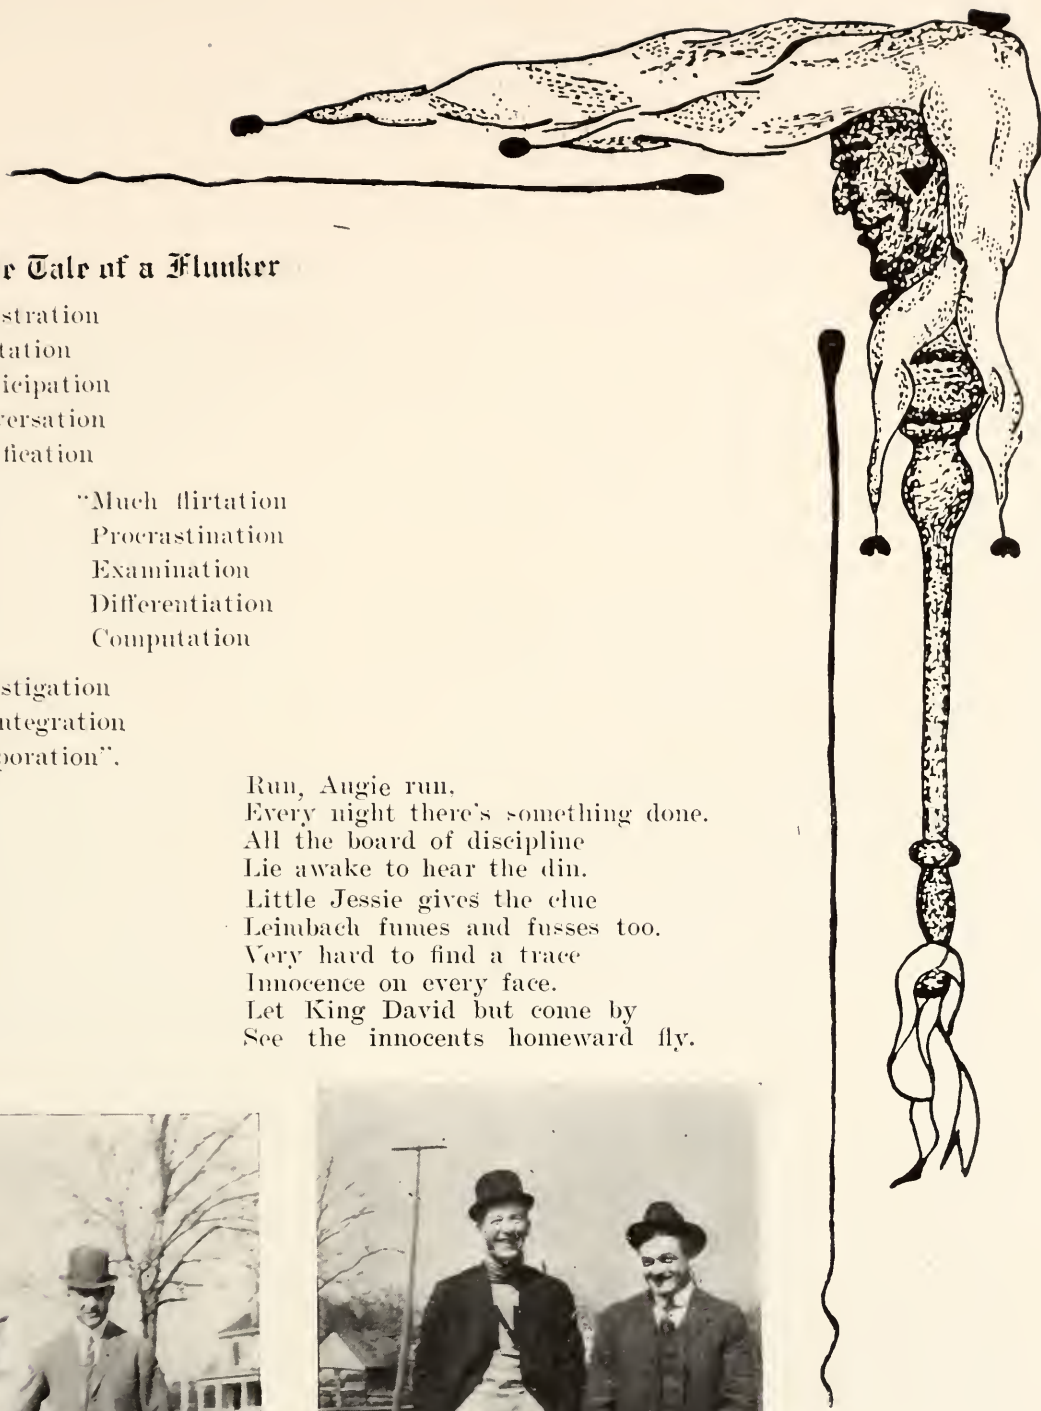 e Tale of a Flunker
stration
tation
icipation
versation
fication
"Much flirtation
Procrastination
Examination
Differentiation
Computation
stigation
ntegration
poration".
Run, Augie run,
Every night there's something done.
All the board of discipline
Lie awake to hear the din.
Little Jessie gives the clue
Leimbach fumes and fusses too.
Very hard to find a trace
Innocence on every face.
Let King David but come by
See the innocents homeward fly.